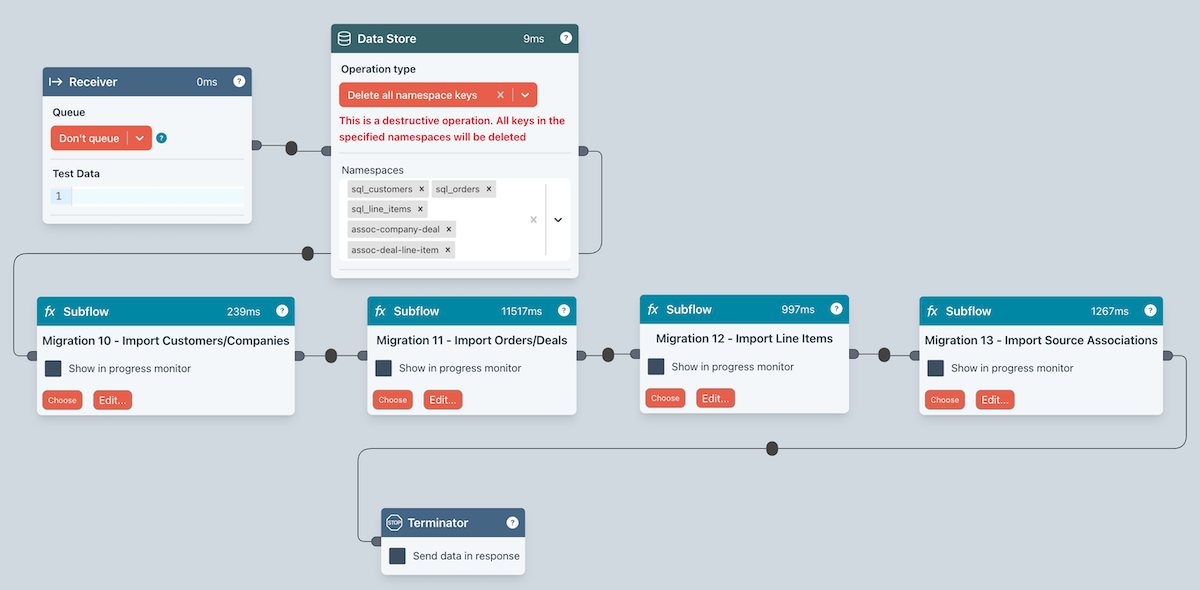 Receiver 0ms ?
Queue
Don't queue ?
Test Data
1
Data Store 9ms ?
Operation type
Delete all namespace keys ×
This is a destructive operation. All keys in the
specified namespaces will be deleted
Namespaces
sql_customers × sql_orders ×
sql_line_items ×
assoc-company-deal ×
assoc-deal-line-item ×
×
fx Subflow 239ms ?
Migration 10 - Import Customers/Companies
Show in progress monitor
Choose Edit...
fx Subflow 11517ms ?
Migration 11 - Import Orders/Deals
Show in progress monitor
Choose Edit...
fx Subflow 997ms ?
Migration 12 - Import Line Items
Show in progress monitor
Choose Edit...
fx Subflow 1267ms ?
Migration 13 - Import Source Associations
Show in progress monitor
Choose Edit...
STOP Terminator ?
Send data in response